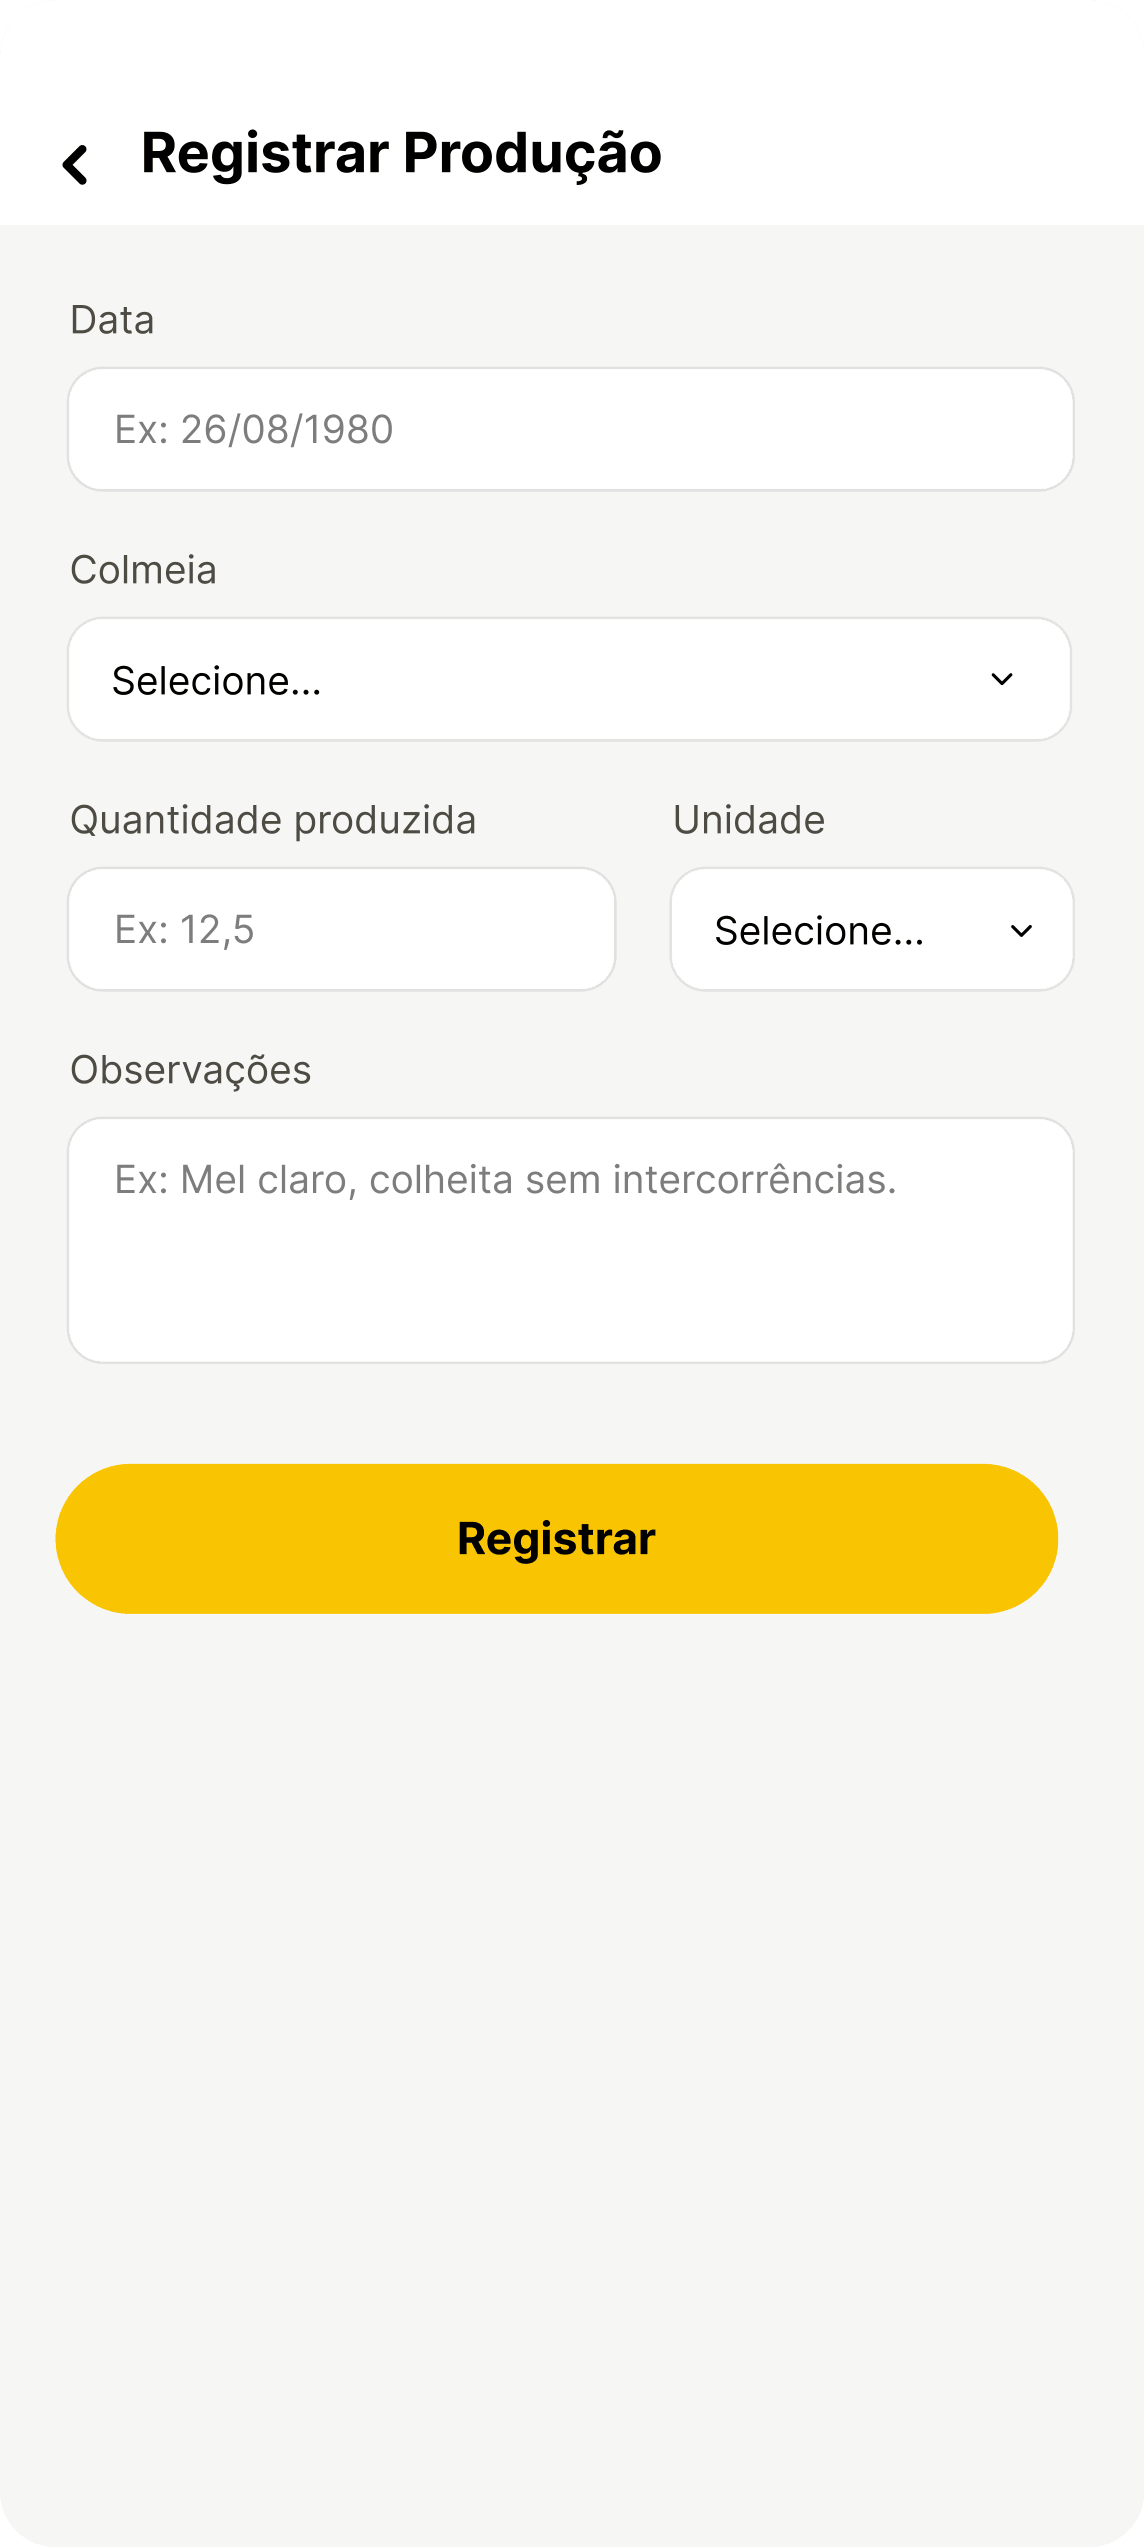 Registrar Produção
Data
Ex: 26/08/1980
Colmeia
Selecione...
Quantidade produzida
Unidade
Ex: 12,5
Selecione...
Observações
Ex: Mel claro, colheita sem intercorrências.
Registrar